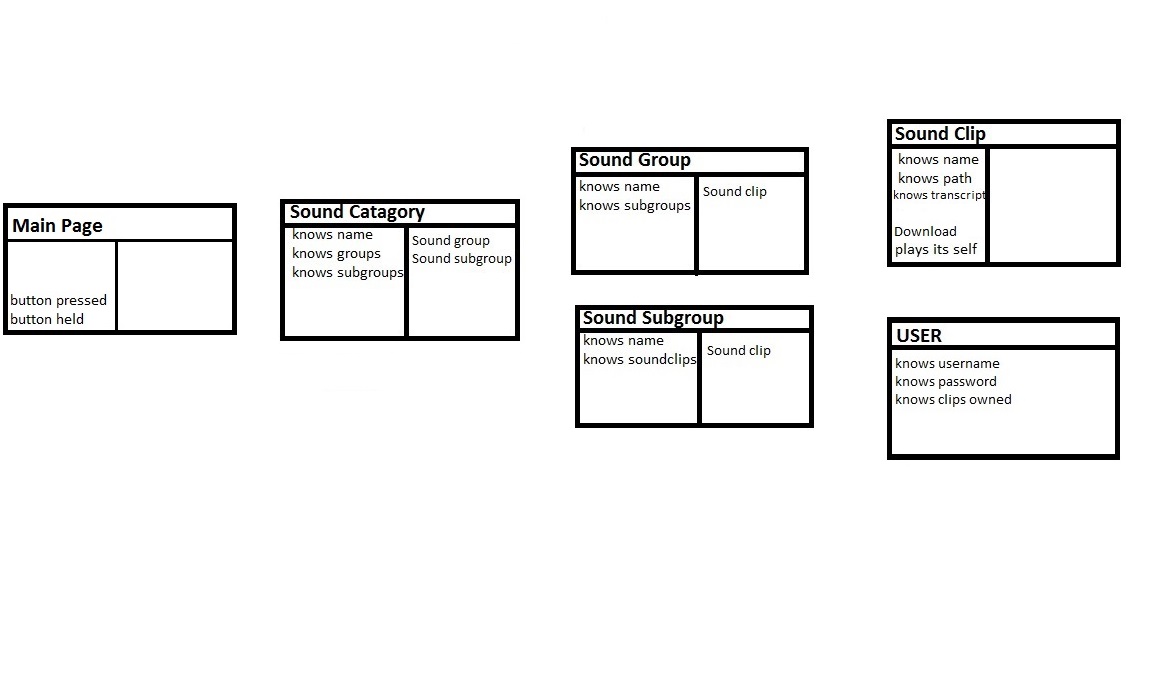 Main Page
button pressed
button held
Sound Catagory
knows name
knows groups
knows subgroups
Sound group
Sound subgroup
Sound Group
knows name
knows subgroups
Sound clip
Sound Subgroup
knows name
knows soundclips
Sound clip
Sound Clip
knows name
knows path
knows transcript
Download
plays its self
USER
knows username
knows password
knows clips owned